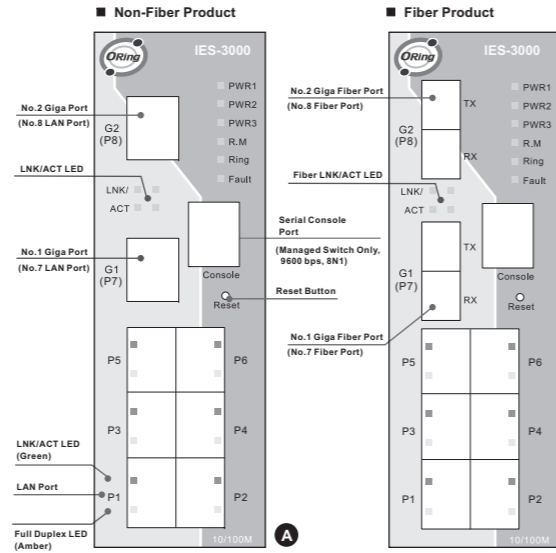 ■ Non-Fiber Product
ORing
IES-3000
PWR1
PWR2
PWR3
R.M
Ring
Fault
No.2 Giga Port
(No.8 LAN Port)
G2
(P8)
LNK/ACT LED
LNK/
ACT
No.1 Giga Port
(No.7 LAN Port)
G1
(P7)
Serial Console
Port
(Managed Switch Only,
9600 bps, 8N1)
Console
Reset Button
Reset
P5
P6
P3
P4
LNK/ACT LED
(Green)
LAN Port
P1
P2
Full Duplex LED
(Amber)
10/100M
A
■ Fiber Product
ORing
IES-3000
PWR1
PWR2
PWR3
R.M
Ring
Fault
No.2 Giga Fiber Port
(No.8 Fiber Port)
TX
G2
(P8)
RX
Fiber LNK/ACT LED
LNK/
ACT
TX
G1
(P7)
RX
Console
Reset
No.1 Giga Fiber Port
(No.7 Fiber Port)
P5
P6
P3
P4
P1
P2
10/100M